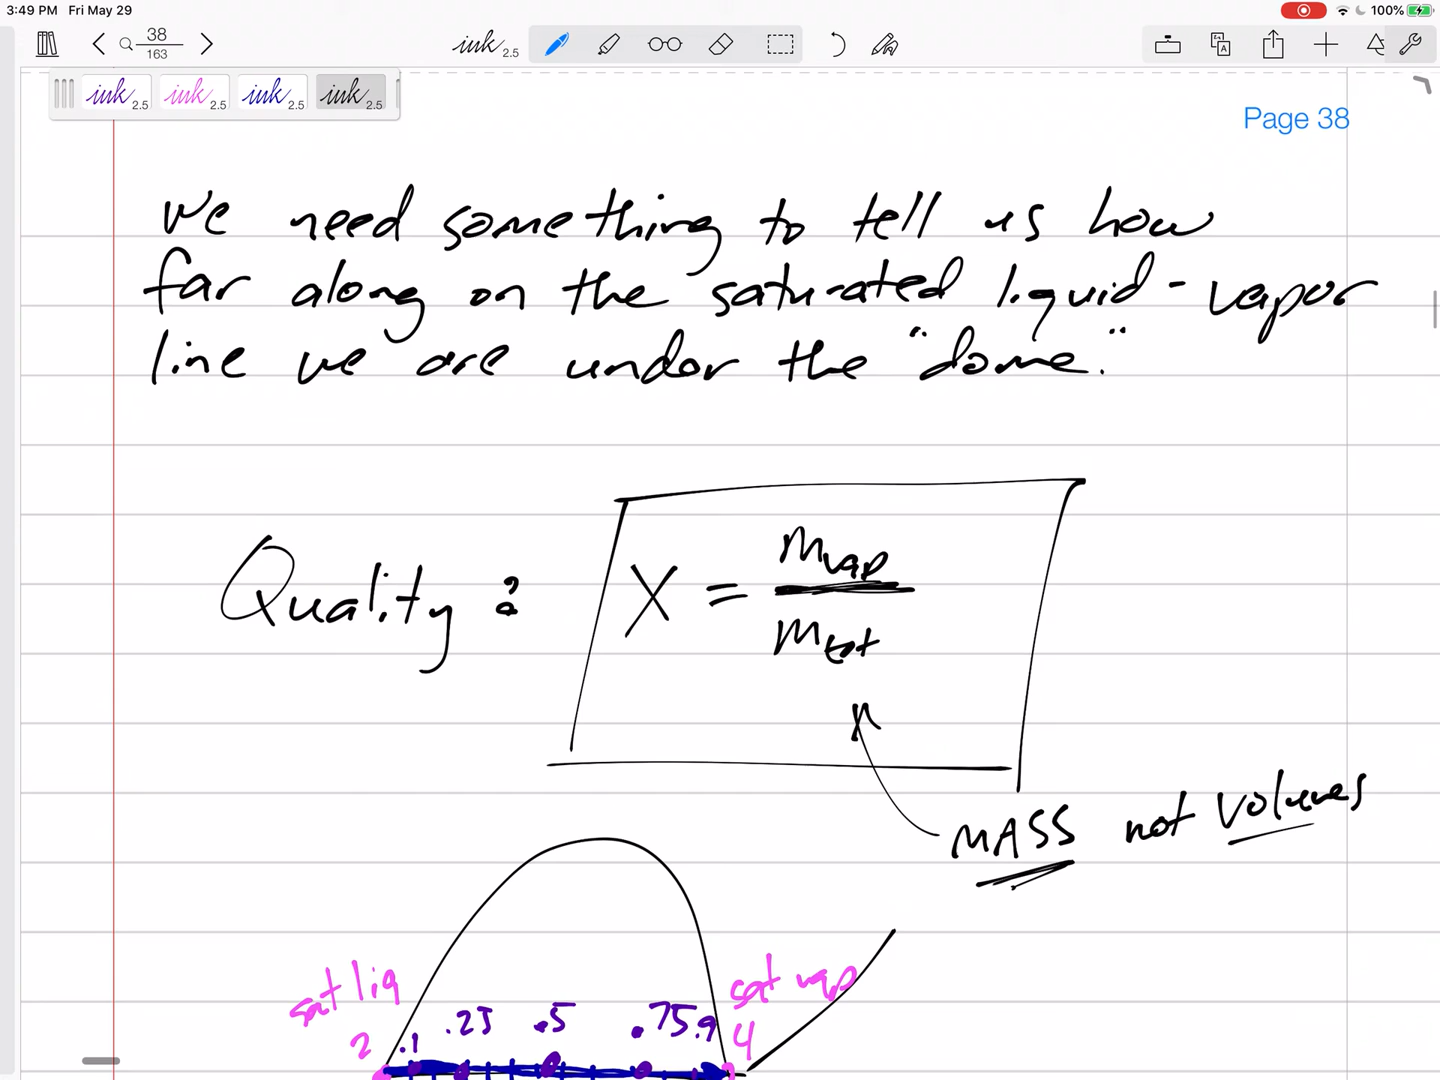 3:49 PM Fri May 29
100%
38
163
ink 2.5
ink 2.5 ink 2.5 ink 2.5 ink 2.5
Page 38
We need something to tell us how
far along on the saturated liquid-vapor
line we are under the "dome."
Quality:
X = mvap / mtot
MASS not volumes
sat liq
sat vap
2 .1 .25 .5 .75 .9 4